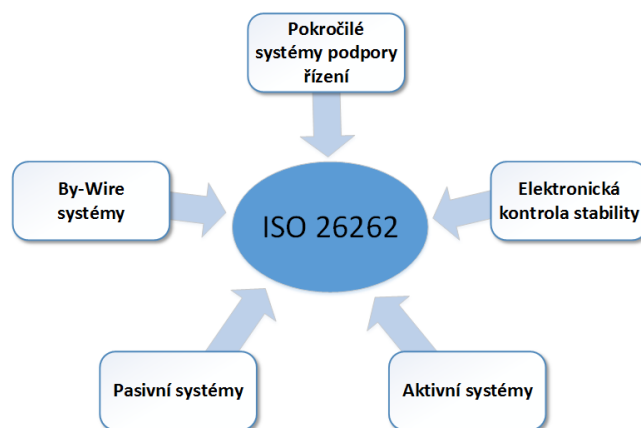 Pokročilé
systémy podpory
řízení
By-Wire
systémy
Elektronická
kontrola stability
ISO 26262
Pasivní systémy
Aktivní systémy